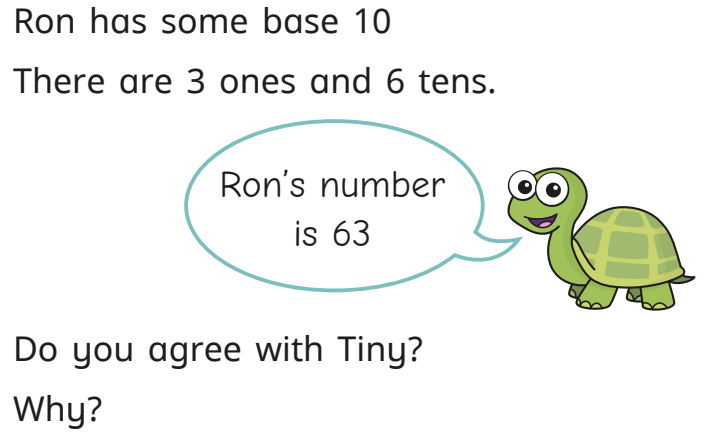 Ron has some base 10
There are 3 ones and 6 tens.
Ron's number
is 63
Do you agree with Tiny?
Why?